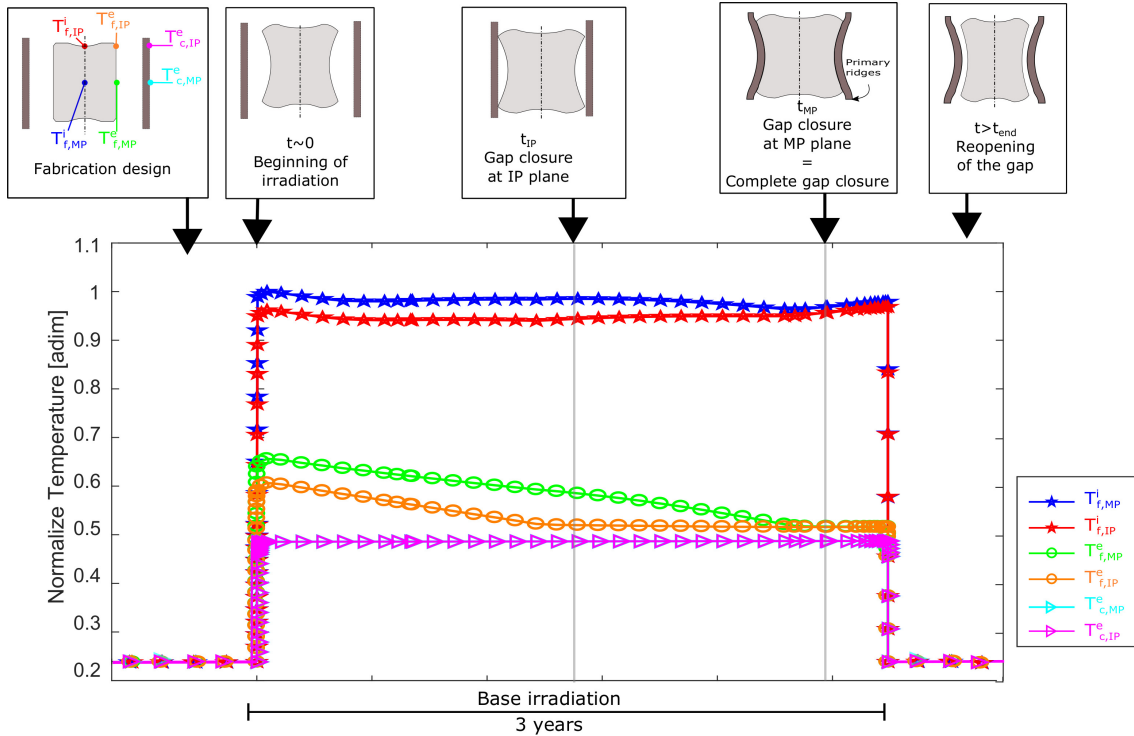 T^i_f,IP
T^e_f,IP
T^e_c,IP
T^e_c,MP
T^i_f,MP
T^e_f,MP
Fabrication design
t~0
Beginning of
irradiation
t_IP
Gap closure
at IP plane
Primary
ridges
t_MP
Gap closure
at MP plane
=
Complete gap closure
t>t_end
Reopening
of the gap
Normalize Temperature [adim]
1.1
1
0.9
0.8
0.7
0.6
0.5
0.4
0.3
0.2
T^i_f,MP
T^i_f,IP
T^e_f,MP
T^e_f,IP
T^e_c,MP
T^e_c,IP
Base irradiation
3 years